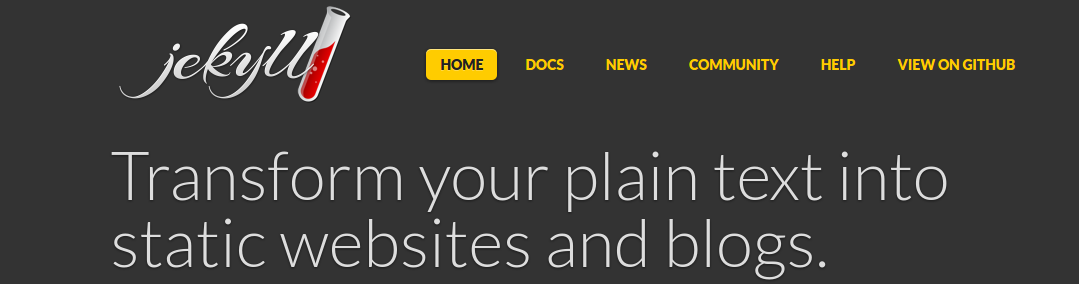 jekyll
HOME DOCS NEWS COMMUNITY HELP VIEW ON GITHUB
Transform your plain text into
static websites and blogs.